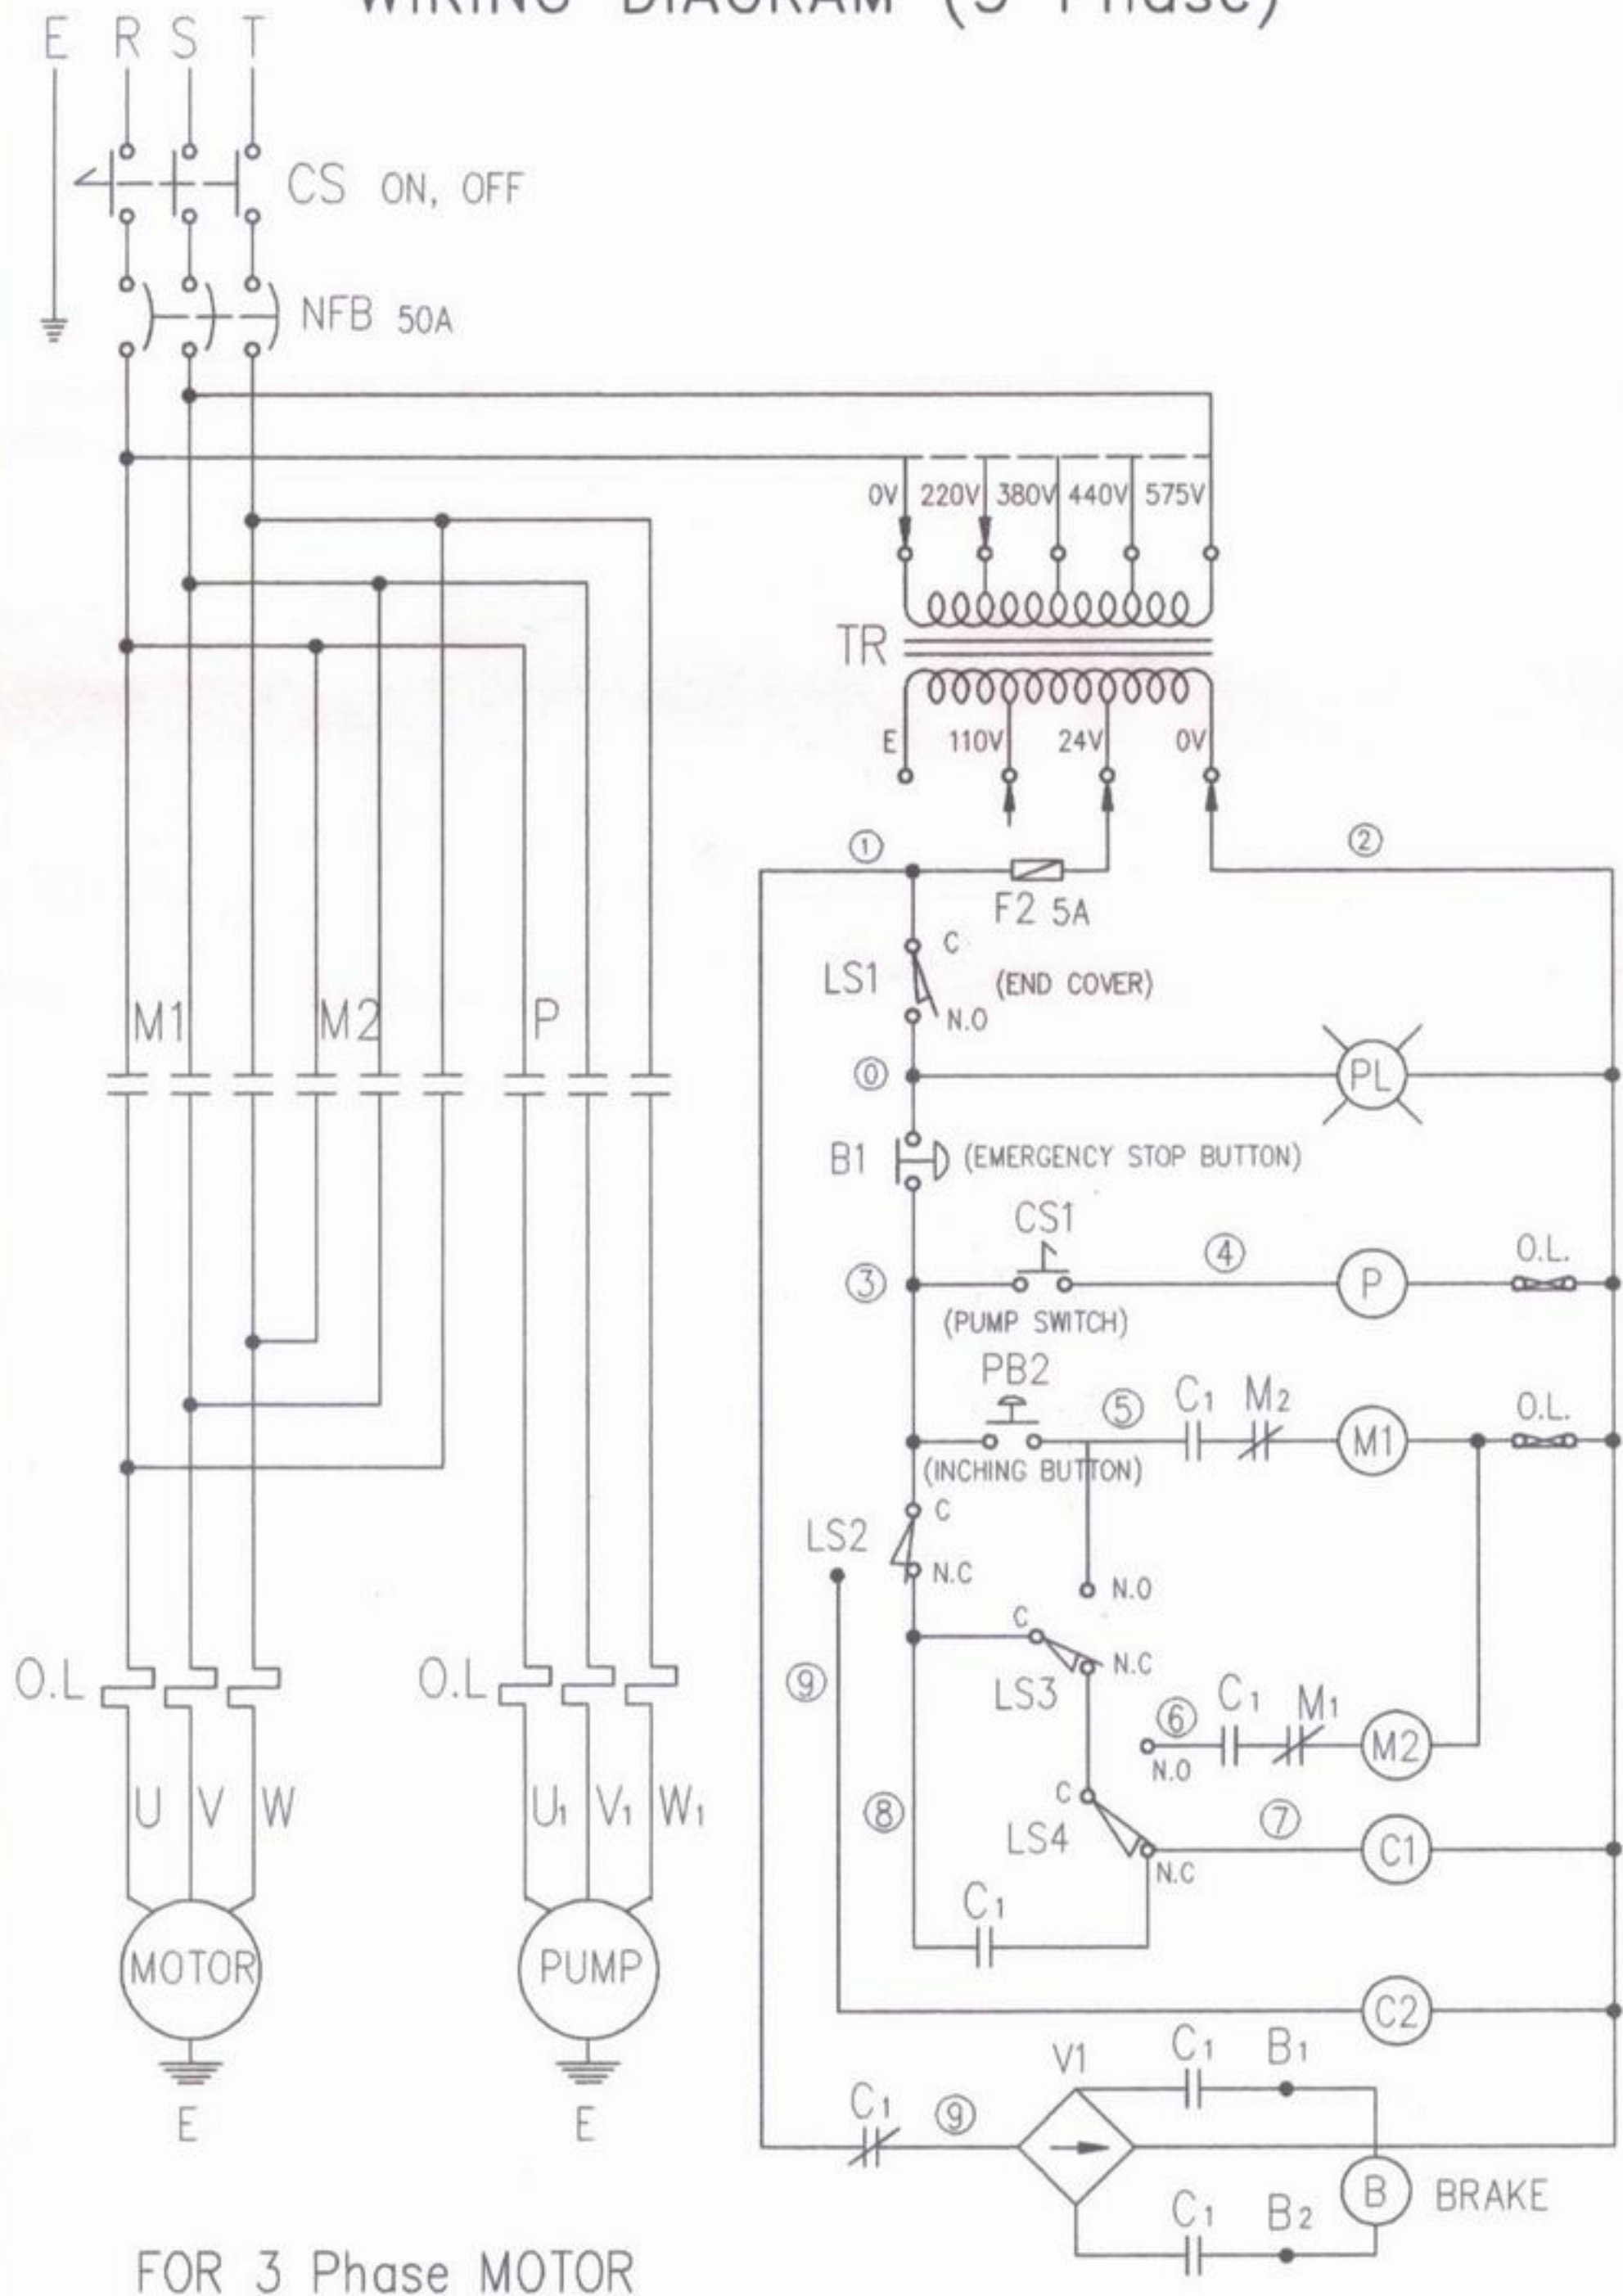 WIRING DIAGRAM (3 Phase)
E R S T
CS ON, OFF
NFB 50A
0V 220V 380V 440V 575V
TR
E 110V 24V 0V
① ②
F2 5A
C
LS1 (END COVER)
N.O
M1 M2 P
⓪ PL
B1 (EMERGENCY STOP BUTTON)
CS1
③ ④ P O.L.
(PUMP SWITCH)
PB2
⑤ C1 M2 M1 O.L.
(INCHING BUTTON)
C
LS2
N.C N.O
C
N.C
O.L O.L ⑨ LS3
⑥ C1 M1 M2
N.O
C
U V W U1 V1 W1 ⑧ LS4 ⑦ C1
N.C
C1
MOTOR PUMP
C2
V1 C1 B1
E E C1 ⑨
B BRAKE
C1 B2
FOR 3 Phase MOTOR